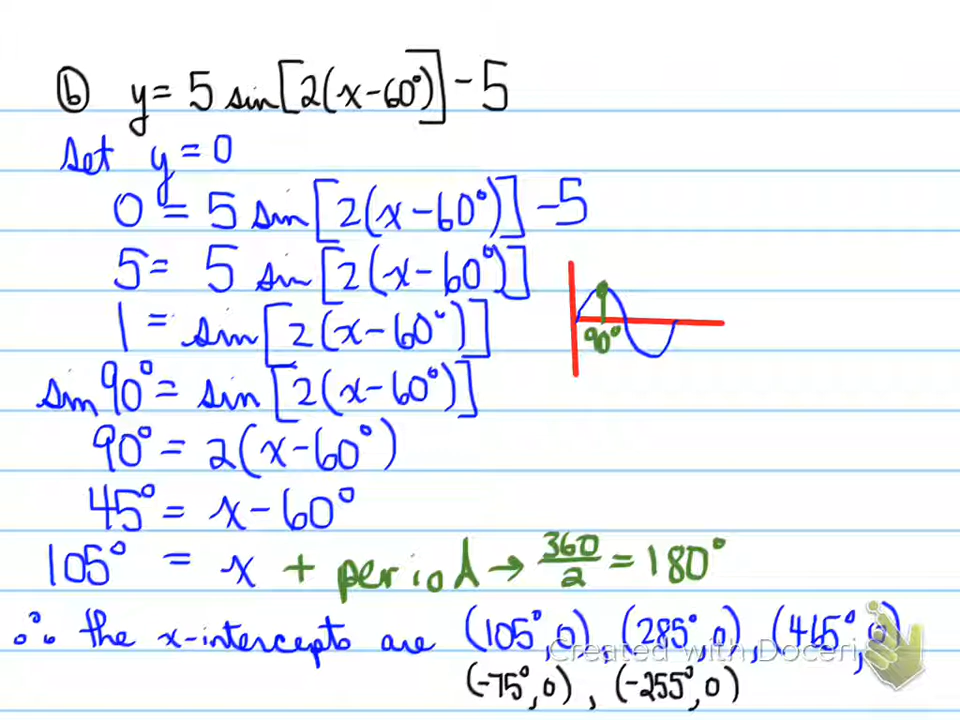 ⓑ y = 5 sin[2(x-60°)] - 5
Set y = 0
0 = 5 sin[2(x-60°)] - 5
5 = 5 sin[2(x-60°)]
1 = sin[2(x-60°)]
90°
sin 90° = sin[2(x-60°)]
90° = 2(x-60°)
45° = x - 60°
105° = x + period → 360/2 = 180°
∴ the x-intercepts are (105°, 0), (285°, 0), (465°, 0)
Created with Doceri
(-75°, 0), (-255°, 0)